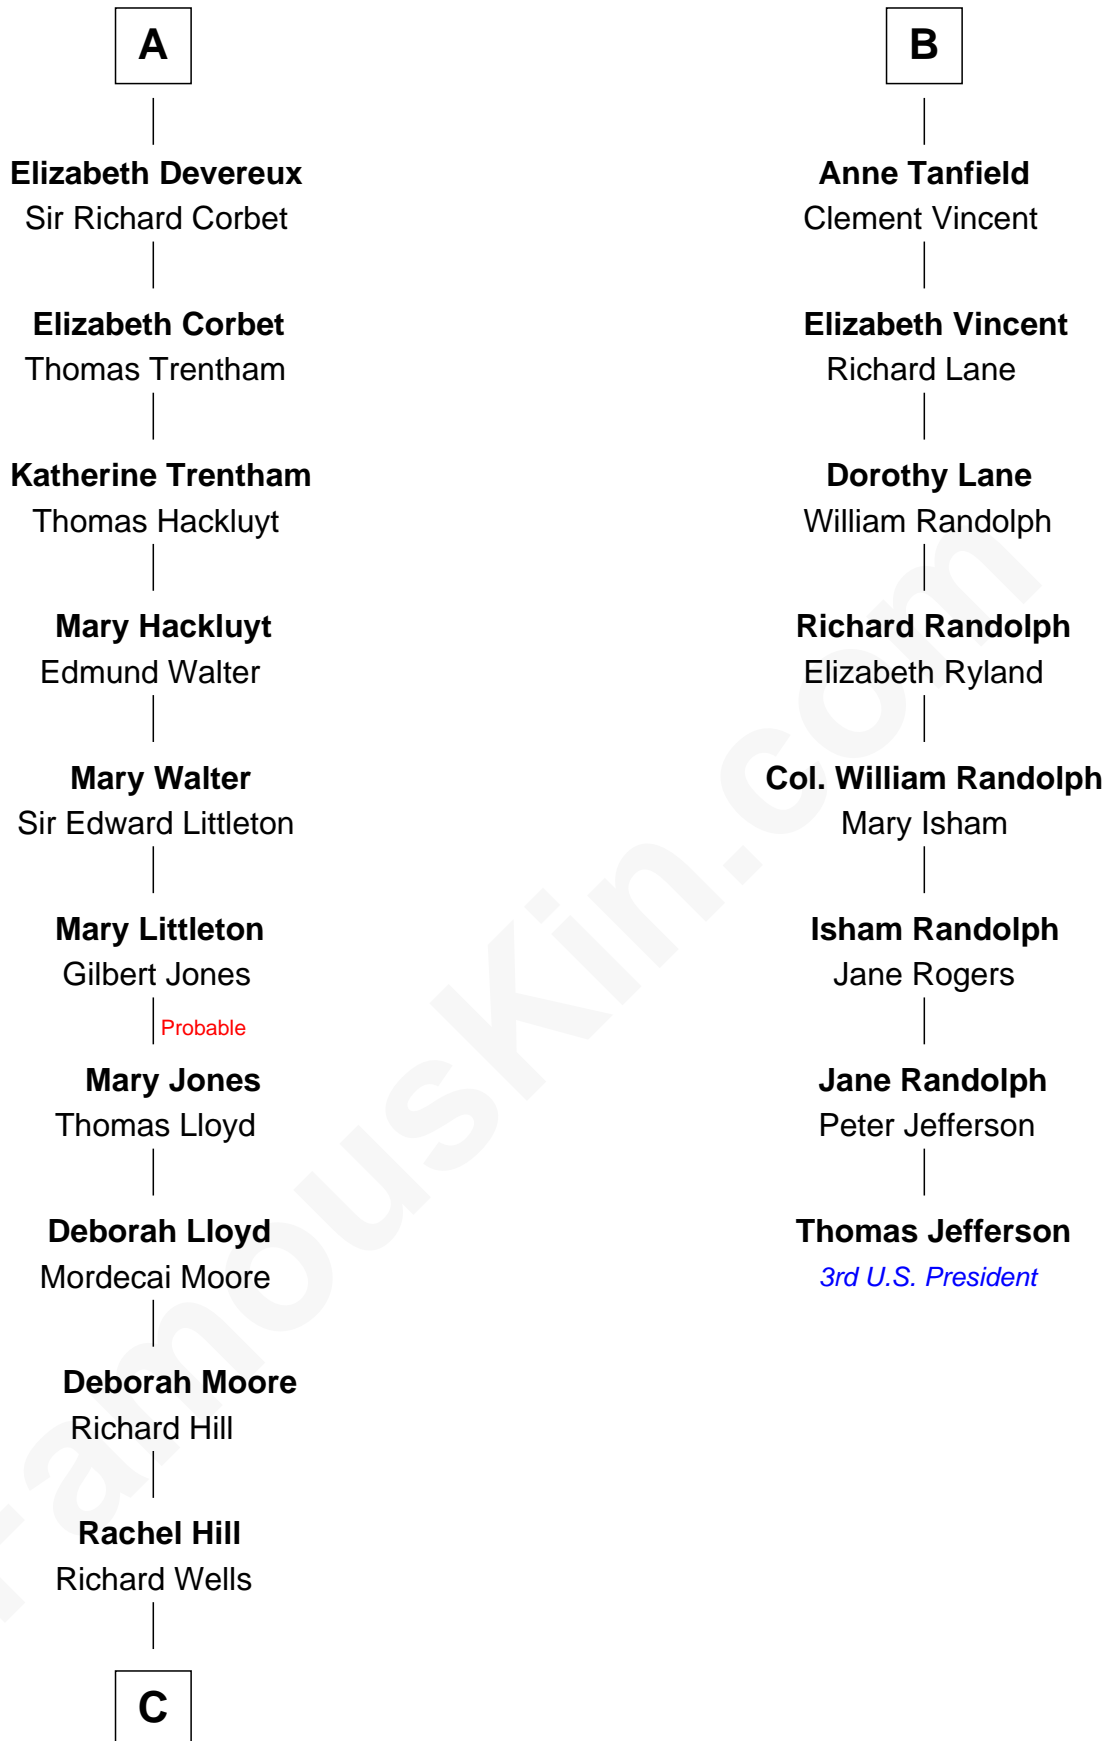 A
Elizabeth Devereux
Sir Richard Corbet
Elizabeth Corbet
Thomas Trentham
Katherine Trentham
Thomas Hackluyt
Mary Hackluyt
Edmund Walter
Mary Walter
Sir Edward Littleton
Mary Littleton
Gilbert Jones
Probable
Mary Jones
Thomas Lloyd
Deborah Lloyd
Mordecai Moore
Deborah Moore
Richard Hill
Rachel Hill
Richard Wells
C
B
Anne Tanfield
Clement Vincent
Elizabeth Vincent
Richard Lane
Dorothy Lane
William Randolph
Richard Randolph
Elizabeth Ryland
Col. William Randolph
Mary Isham
Isham Randolph
Jane Rogers
Jane Randolph
Peter Jefferson
Thomas Jefferson
3rd U.S. President
FamousKin.com